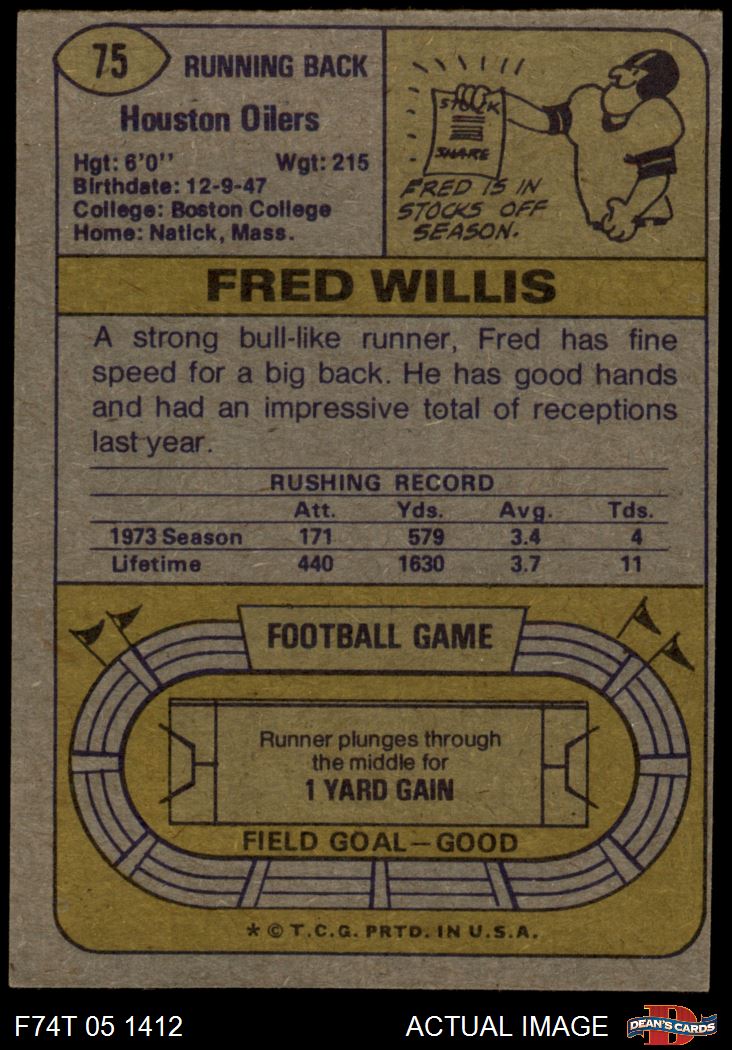 75
RUNNING BACK
Houston Oilers
Hgt: 6'0" Wgt: 215
Birthdate: 12-9-47
College: Boston College
Home: Natick, Mass.
STOCK
SHARE
FRED IS IN
STOCKS OFF
SEASON.
FRED WILLIS
A strong bull-like runner, Fred has fine
speed for a big back. He has good hands
and had an impressive total of receptions
last year.
RUSHING RECORD
Att. Yds. Avg. Tds.
1973 Season 171 579 3.4 4
Lifetime 440 1630 3.7 11
FOOTBALL GAME
Runner plunges through
the middle for
1 YARD GAIN
FIELD GOAL—GOOD
* © T.C.G. PRTD. IN U.S.A.
F74T 05 1412 ACTUAL IMAGE D DEAN'S CARDS